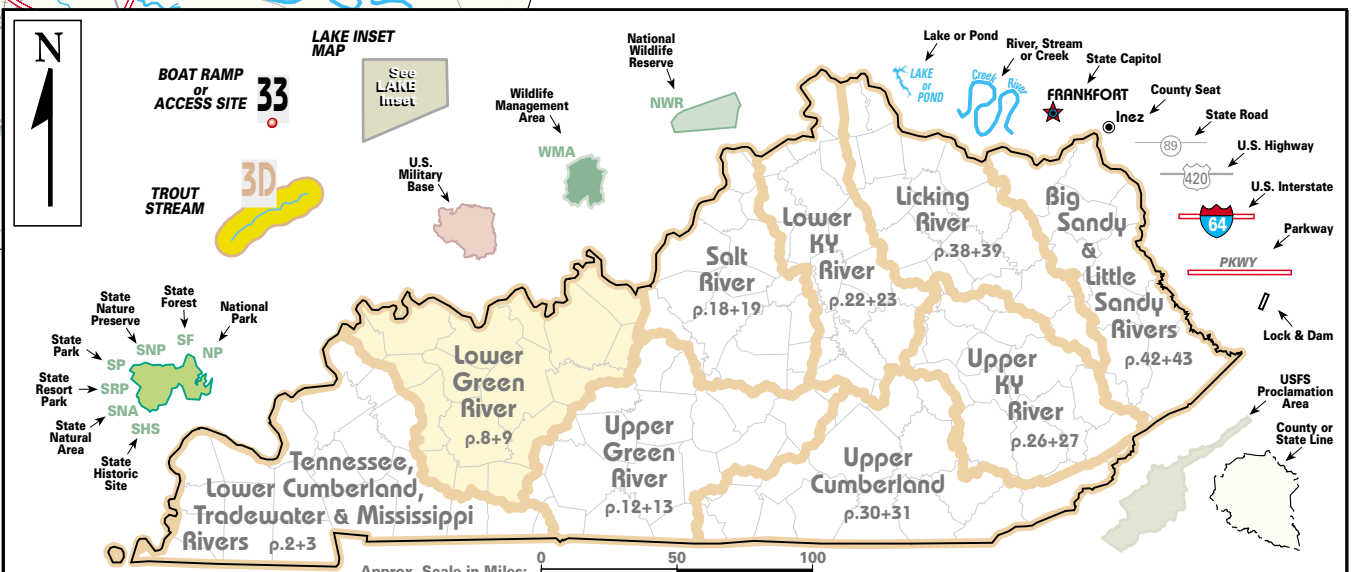 N
BOAT RAMP
or
ACCESS SITE
33
LAKE INSET
MAP
See
LAKE
Inset
TROUT
STREAM
3D
U.S.
Military
Base
Wildlife
Management
Area
WMA
National
Wildlife
Reserve
NWR
Lake or Pond
LAKE
or
POND
River, Stream
or Creek
Creek
River
State Capitol
FRANKFORT
County Seat
Inez
State Road
89
U.S. Highway
420
U.S. Interstate
64
Parkway
PKWY
Lock & Dam
USFS
Proclamation
Area
County or
State Line
State
Forest
SF
State
Nature
Preserve
SNP
National
Park
NP
State
Park
SP
State
Resort
Park
SRP
State
Natural
Area
SNA
State
Historic
Site
SHS
Tennessee,
Lower Cumberland,
Tradewater & Mississippi
Rivers p.2+3
Lower
Green
River
p.8+9
Upper
Green
River
p.12+13
Salt
River
p.18+19
Lower
KY
River
p.22+23
Licking
River
p.38+39
Big
Sandy
&
Little
Sandy
Rivers
p.42+43
Upper
KY
River
p.26+27
Upper
Cumberland
p.30+31
Approx. Scale in Miles:
0 50 100